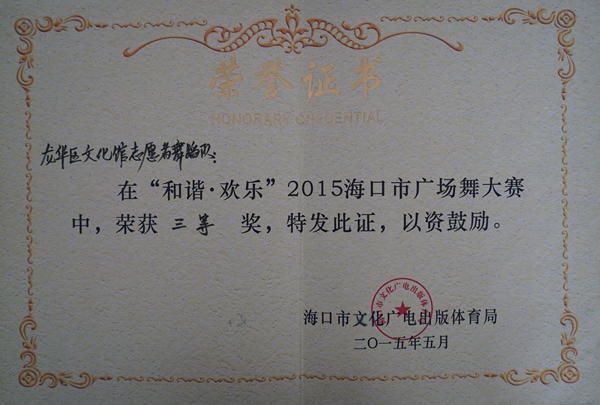 荣誉证书
HONORARY CREDENTIAL
龙华区文化馆志愿者舞蹈队：
在“和谐·欢乐”2015海口市广场舞大赛
中，荣获 三等 奖，特发此证，以资鼓励。
海口市文化广电出版体育局
二〇一五年五月